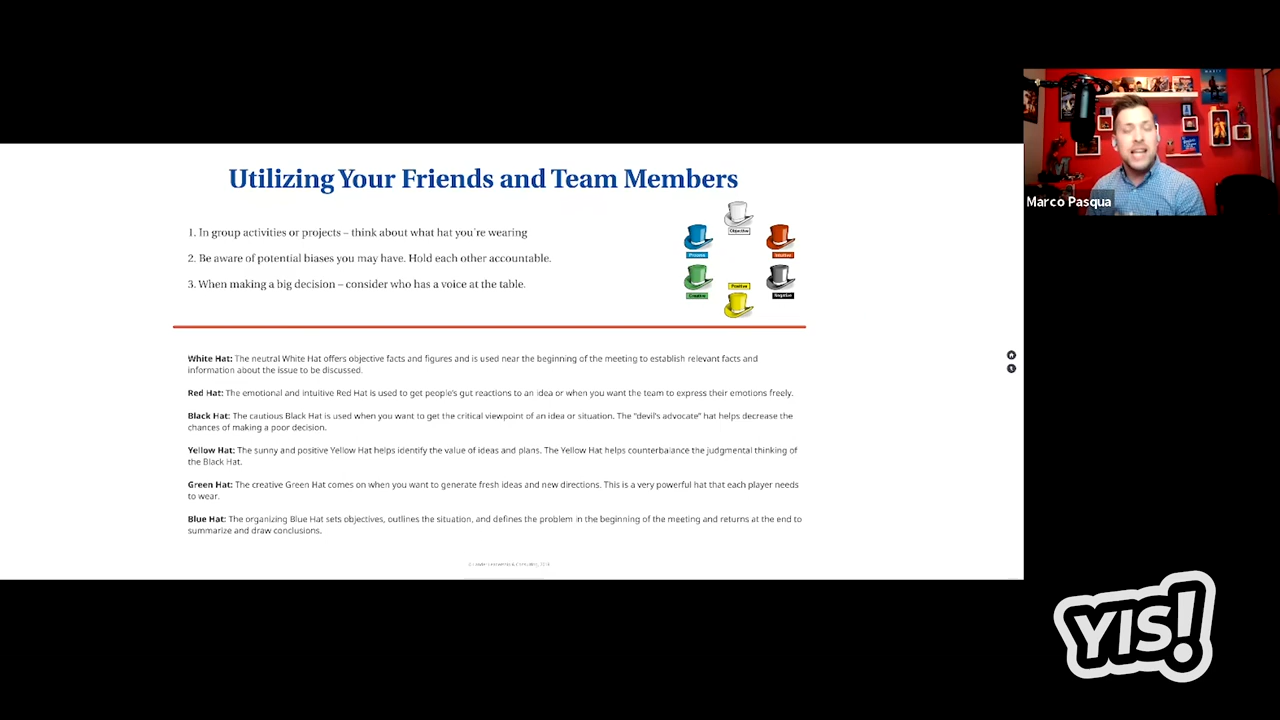 Utilizing Your Friends and Team Members
1. In group activities or projects – think about what hat you're wearing
2. Be aware of potential biases you may have. Hold each other accountable.
3. When making a big decision – consider who has a voice at the table.
Objective
Process
Intuitive
Creative
Positive
Negative
White Hat: The neutral White Hat offers objective facts and figures and is used near the beginning of the meeting to establish relevant facts and
information about the issue to be discussed.
Red Hat: The emotional and intuitive Red Hat is used to get people's gut reactions to an idea or when you want the team to express their emotions freely.
Black Hat: The cautious Black Hat is used when you want to get the critical viewpoint of an idea or situation. The "devil's advocate" hat helps decrease the
chances of making a poor decision.
Yellow Hat: The sunny and positive Yellow Hat helps identify the value of ideas and plans. The Yellow Hat helps counterbalance the judgmental thinking of
the Black Hat.
Green Hat: The creative Green Hat comes on when you want to generate fresh ideas and new directions. This is a very powerful hat that each player needs
to wear.
Blue Hat: The organizing Blue Hat sets objectives, outlines the situation, and defines the problem in the beginning of the meeting and returns at the end to
summarize and draw conclusions.
Marco Pasqua
YIS!